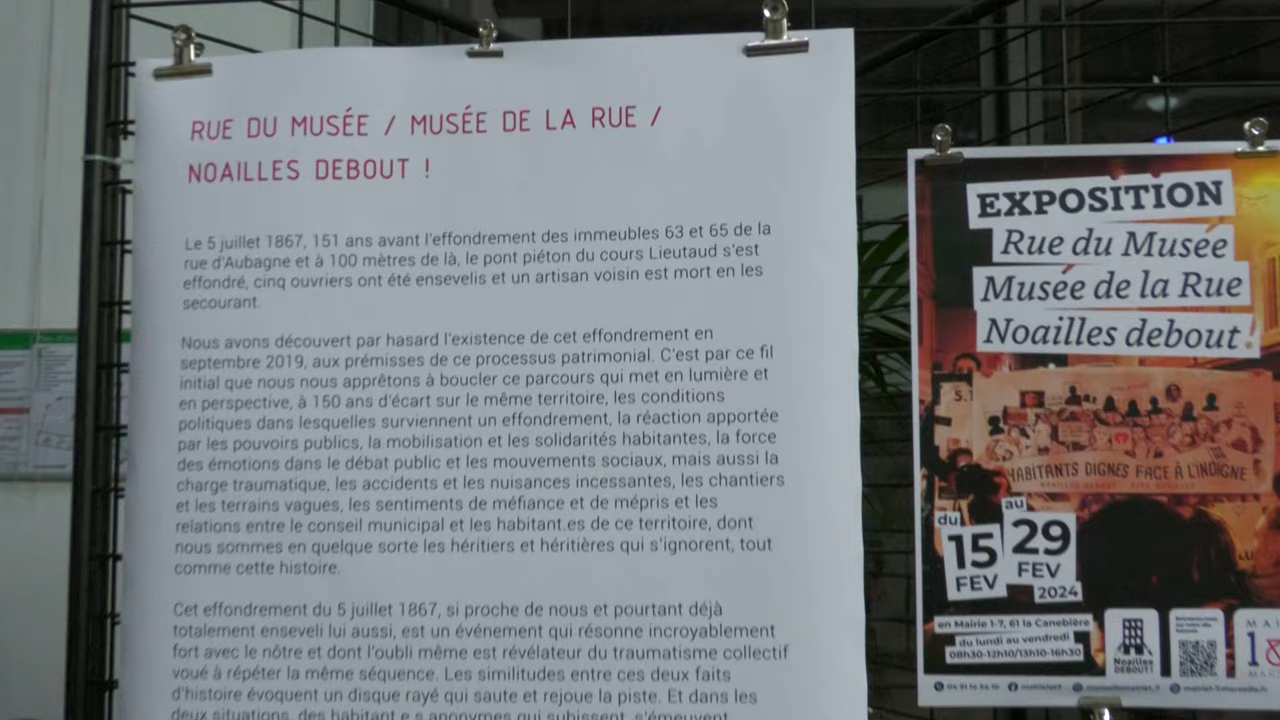 RUE DU MUSÉE / MUSÉE DE LA RUE /
NOAILLES DEBOUT !
Le 5 juillet 1867, 151 ans avant l'effondrement des immeubles 63 et 65 de la
rue d'Aubagne et à 100 mètres de là, le pont piéton du cours Lieutaud s'est
effondré, cinq ouvriers ont été ensevelis et un artisan voisin est mort en les
secourant.
Nous avons découvert par hasard l'existence de cet effondrement en
septembre 2019, aux prémisses de ce processus patrimonial. C'est par ce fil
initial que nous nous apprêtons à boucler ce parcours qui met en lumière et
en perspective, à 150 ans d'écart sur le même territoire, les conditions
politiques dans lesquelles surviennent un effondrement, la réaction apportée
par les pouvoirs publics, la mobilisation et les solidarités habitantes, la force
des émotions dans le débat public et les mouvements sociaux, mais aussi la
charge traumatique, les accidents et les nuisances incessantes, les chantiers
et les terrains vagues, les sentiments de méfiance et de mépris et les
relations entre le conseil municipal et les habitant.es de ce territoire, dont
nous sommes en quelque sorte les héritiers et héritières qui s'ignorent, tout
comme cette histoire.
Cet effondrement du 5 juillet 1867, si proche de nous et pourtant déjà
totalement enseveli lui aussi, est un événement qui résonne incroyablement
fort avec le nôtre et dont l'oubli même est révélateur du traumatisme collectif
voué à répéter la même séquence. Les similitudes entre ces deux faits
d'histoire évoquent un disque rayé qui saute et rejoue la piste. Et dans les
deux situations, des habitant.e.s anonymes qui subissent, s'émeuvent
EXPOSITION
Rue du Musée
Musée de la Rue
Noailles debout !
HABITANTS DIGNES FACE À L'INDIGNE
du
15
FEV
au
29
FEV
2024
en Mairie 1-7, 61 la Canebière
du lundi au vendredi
08h30-12h10/13h10-16h30
Noailles
DEBOUT!
MAI
1&